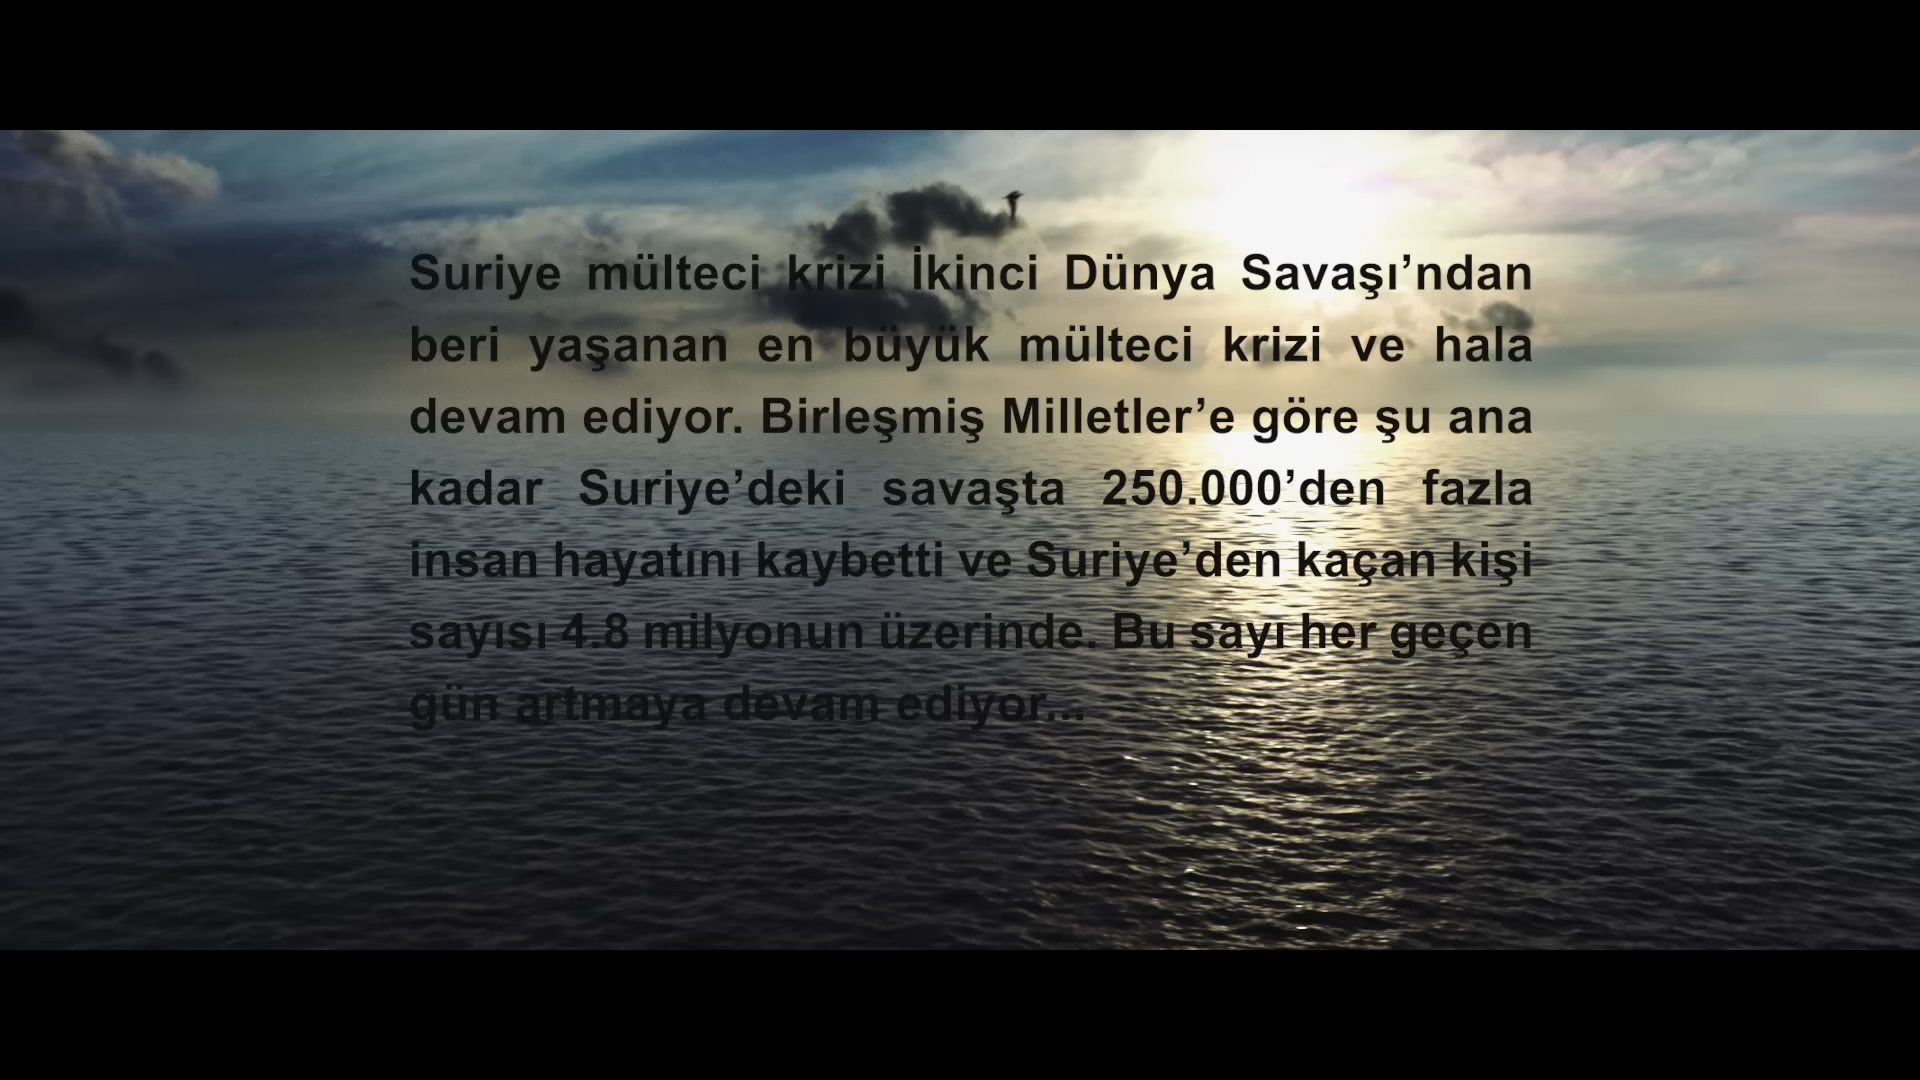 Suriye mülteci krizi İkinci Dünya Savaşı’ndan
beri yaşanan en büyük mülteci krizi ve hala
devam ediyor. Birleşmiş Milletler’e göre şu ana
kadar Suriye’deki savaşta 250.000’den fazla
insan hayatını kaybetti ve Suriye’den kaçan kişi
sayısı 4.8 milyonun üzerinde. Bu sayı her geçen
gün artmaya devam ediyor...